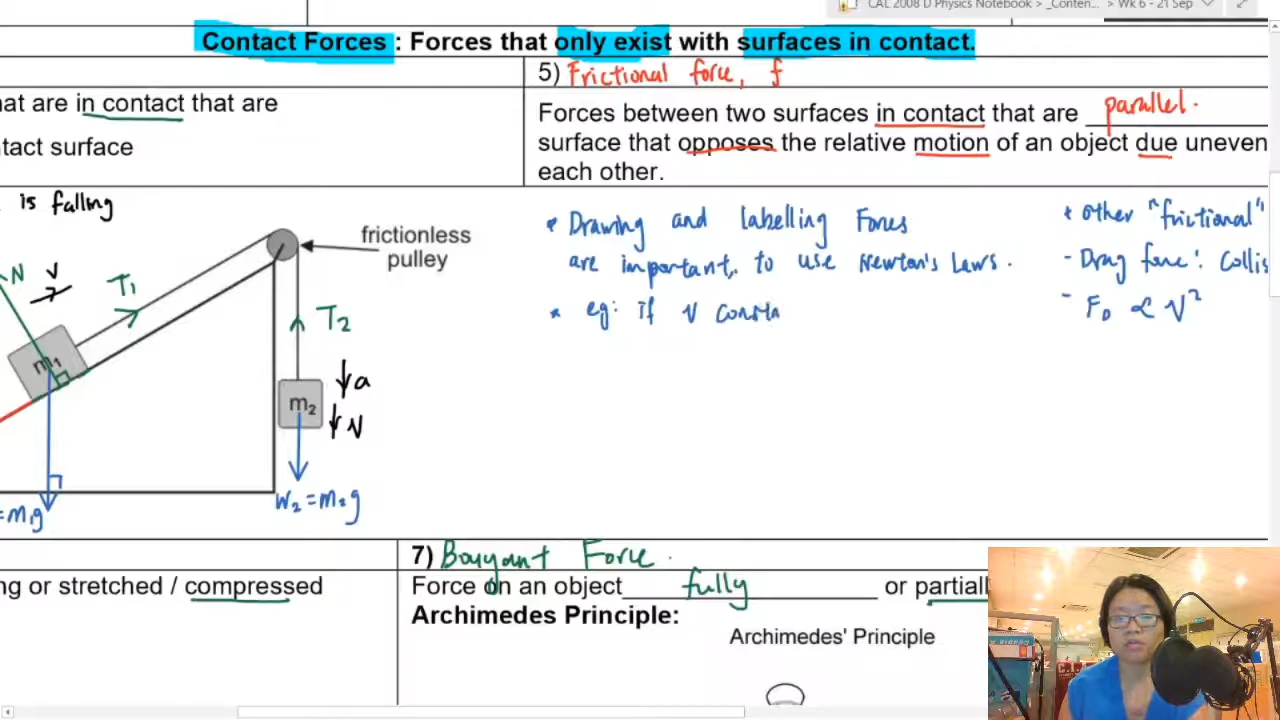 CAL 2008 D Physics Notebook > _Conten... > Wk 6 - 21 Sep
Contact Forces : Forces that only exist with surfaces in contact.
5) Frictional force, f
hat are in contact that are
ntact surface
Forces between two surfaces in contact that are parallel.
surface that opposes the relative motion of an object due uneven
each other.
is falling
frictionless
pulley
N
V
T1
T2
m1
m2
a
V
= m1g
W2 = m2g
* Drawing and labelling Forces
are important, to use Newton's Laws.
* eg: if V consta
* other "frictional"
- Drag force: Collis
- FD ∝ V²
ng or stretched / compressed
7) Bouyant Force.
Force on an object fully or partiall
Archimedes Principle:
Archimedes' Principle